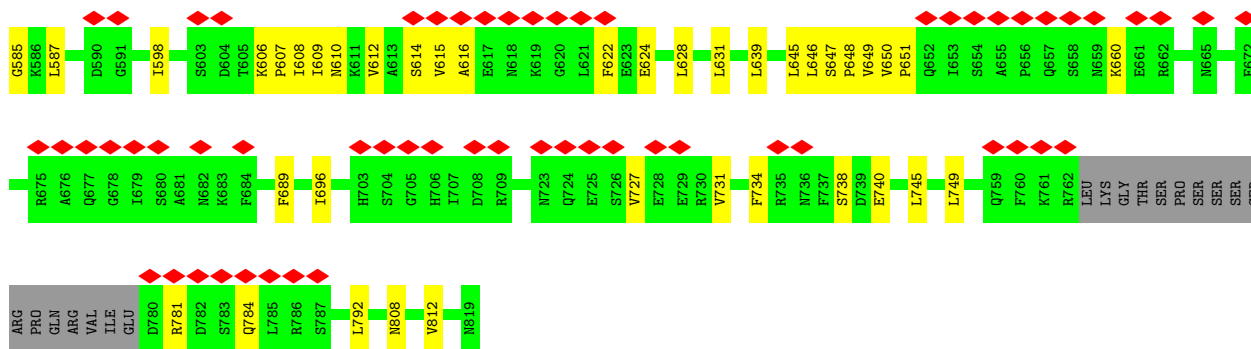 G585 K586 L587 D590 G591 I598 S603 D604 T605 K606 P607 I608 I609 N610 K611 V612 A613 S614 V615 A616 E617 N618 K619 G620 L621 F622 E623 E624 L628 L631 L639 L645 L646 S647 P648 V649 V650 P651 Q652 I653 S654 A655 P656 Q657 S658 N659 K660 E661 R662 N665
R675 A676 Q677 G678 I679 S680 A681 N682 K683 F684 F689 I696 H703 S704 G705 H706 I707 D708 R709 N723 Q724 E725 S726 V727 E728 E729 R730 V731 F734 R735 N736 F737 S738 D739 E740 L745 L749 Q759 F760 K761 R762 LEU LYS GLY THR SER PRO SER SER SER
ARG PRO GLN ARG VAL ILE GLU D780 R781 D782 S783 Q784 L785 R786 S787 L792 N808 V812 N819